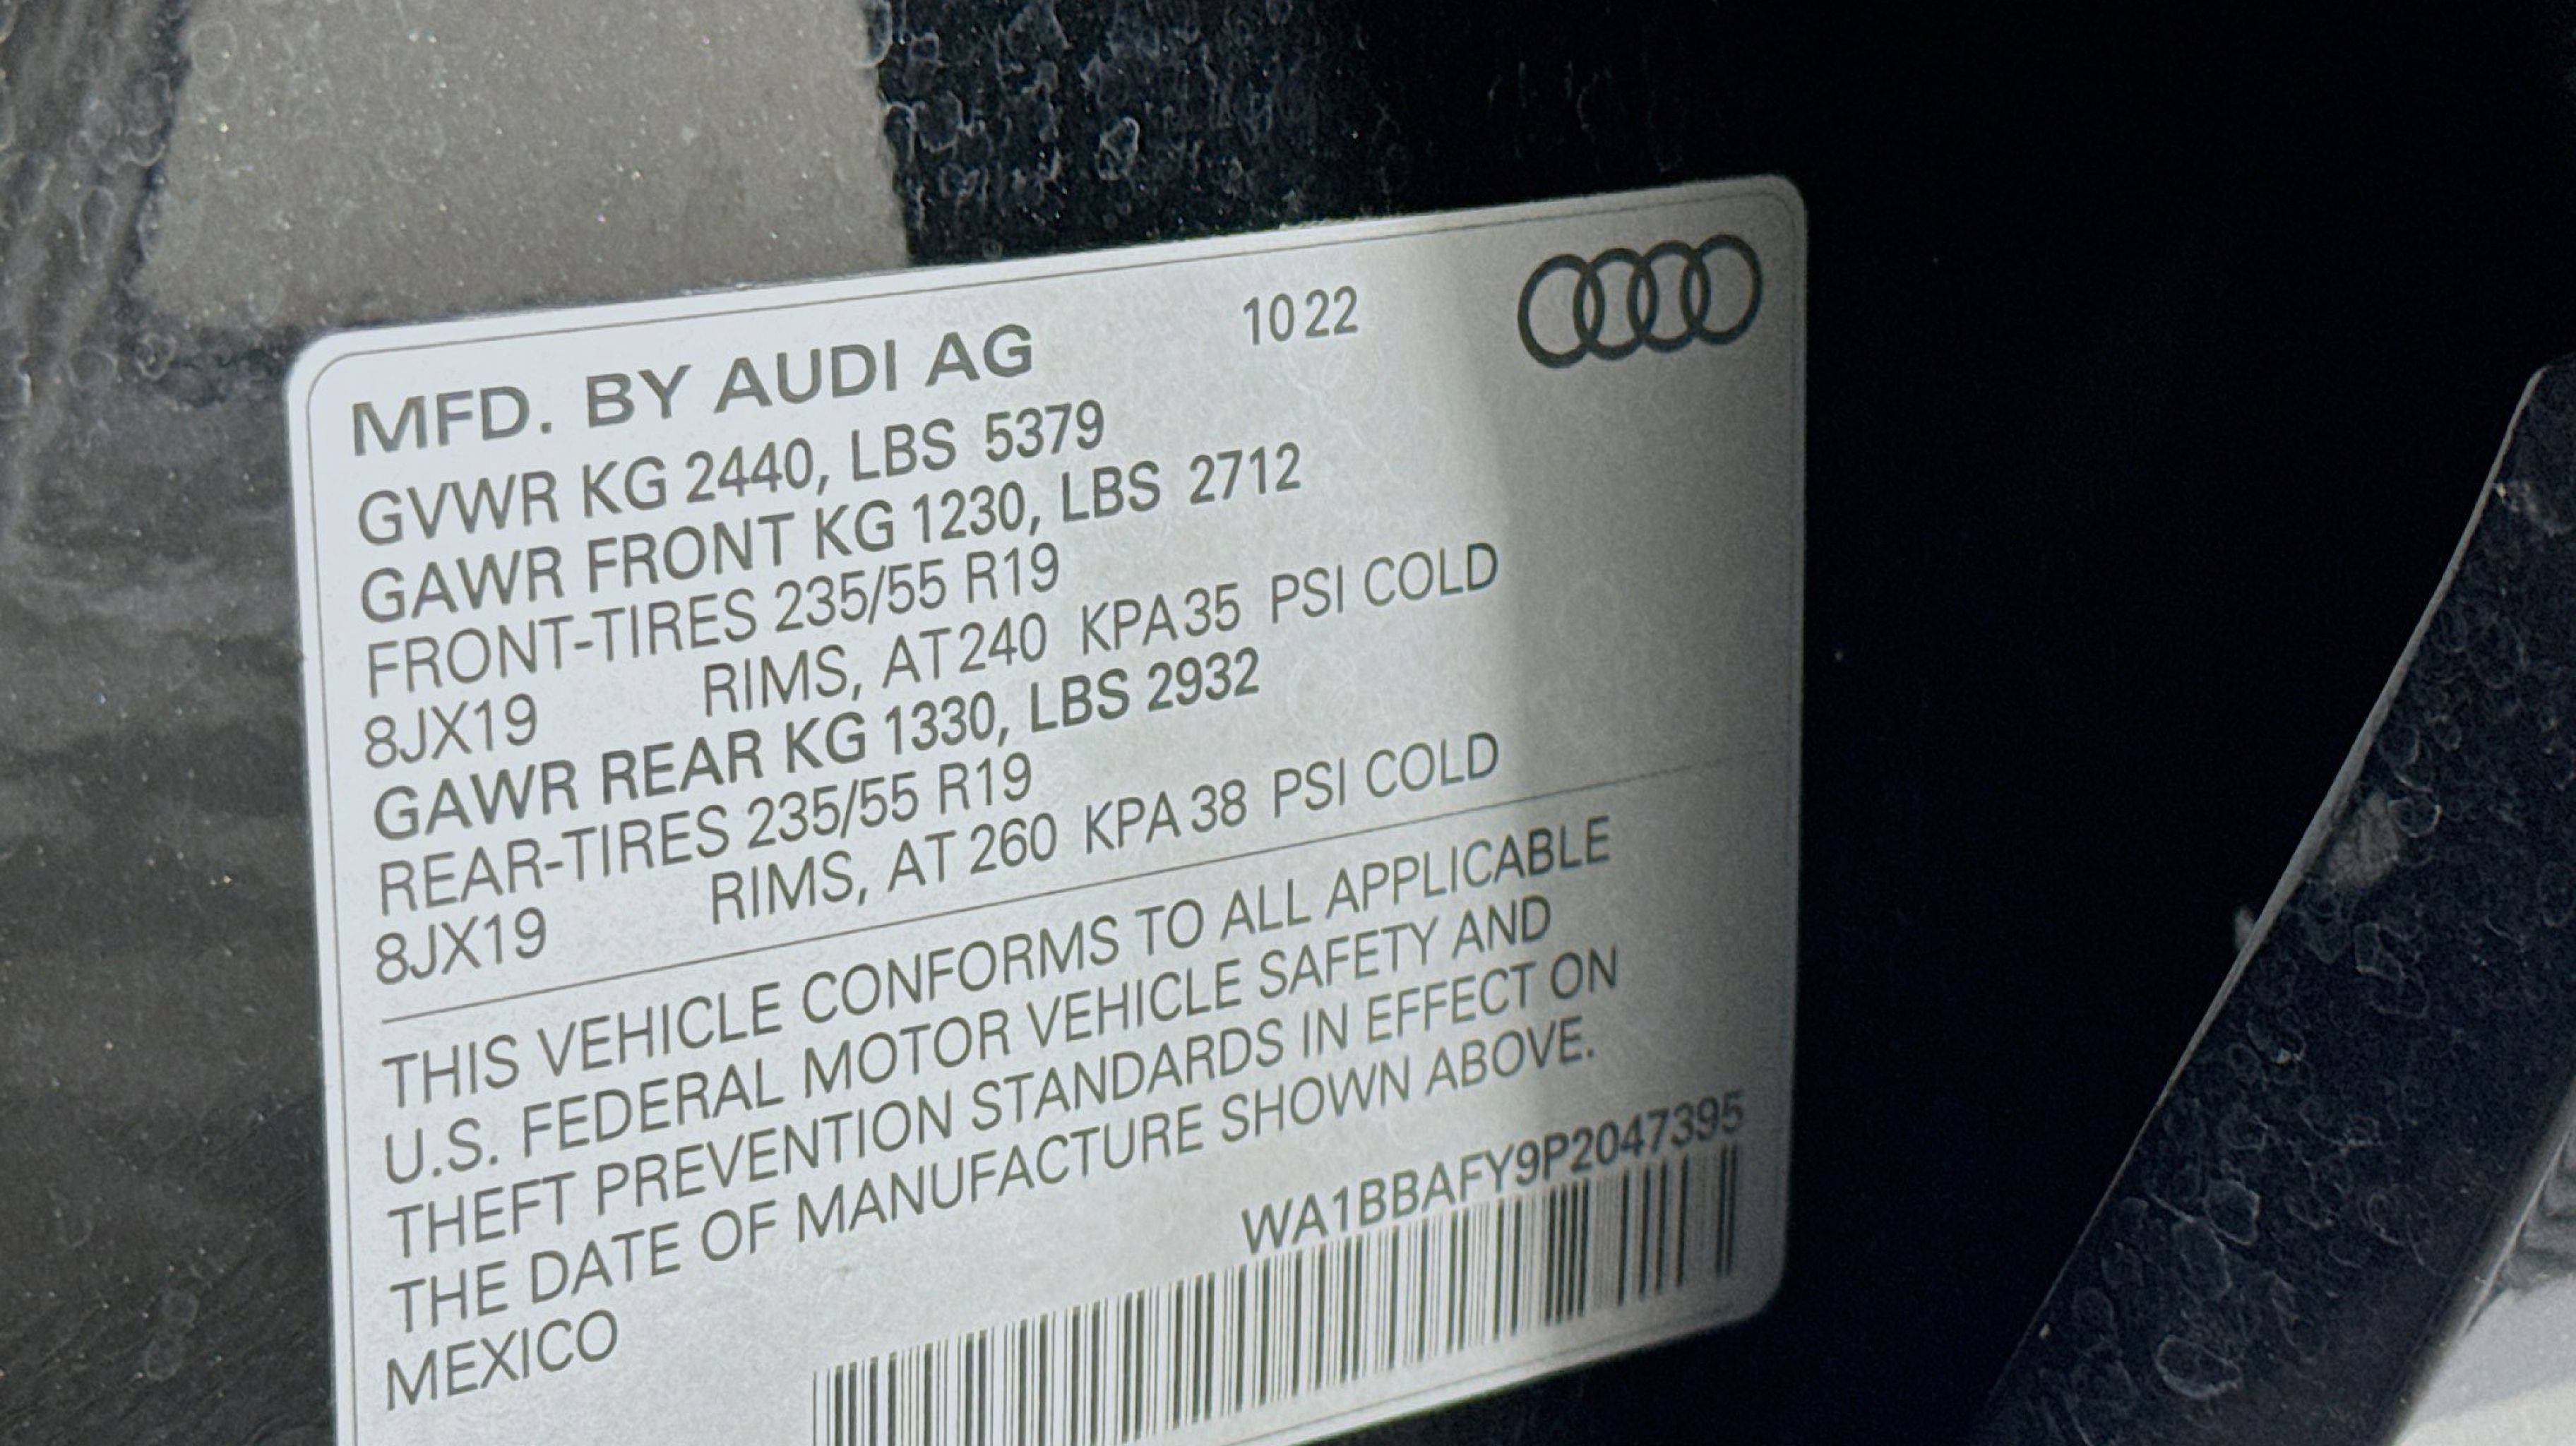 MFD. BY AUDI AG 10 22
GVWR KG 2440, LBS 5379
GAWR FRONT KG 1230, LBS 2712
FRONT-TIRES 235/55 R19
8JX19 RIMS, AT 240 KPA 35 PSI COLD
GAWR REAR KG 1330, LBS 2932
REAR-TIRES 235/55 R19
8JX19 RIMS, AT 260 KPA 38 PSI COLD
THIS VEHICLE CONFORMS TO ALL APPLICABLE
U.S. FEDERAL MOTOR VEHICLE SAFETY AND
THEFT PREVENTION STANDARDS IN EFFECT ON
THE DATE OF MANUFACTURE SHOWN ABOVE.
WA1BBAFY9P2047395
MEXICO